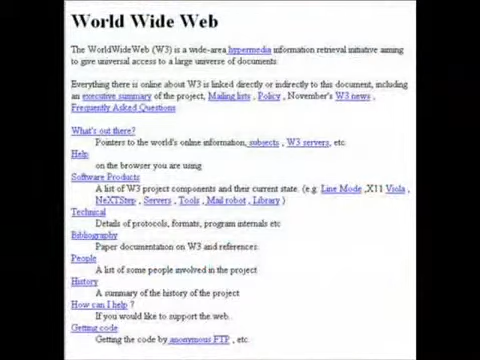 World Wide Web
The WorldWideWeb (W3) is a wide-area hypermedia information retrieval initiative aiming
to give universal access to a large universe of documents.
Everything there is online about W3 is linked directly or indirectly to this document, including
an executive summary of the project, Mailing lists , Policy , November's W3 news ,
Frequently Asked Questions
What's out there?
Pointers to the world's online information, subjects , W3 servers, etc.
Help
on the browser you are using
Software Products
A list of W3 project components and their current state. (e.g. Line Mode ,X11 Viola ,
NeXTStep , Servers , Tools , Mail robot , Library )
Technical
Details of protocols, formats, program internals etc
Bibliography
Paper documentation on W3 and references.
People
A list of some people involved in the project.
History
A summary of the history of the project.
How can I help ?
If you would like to support the web..
Getting code
Getting the code by anonymous FTP , etc.